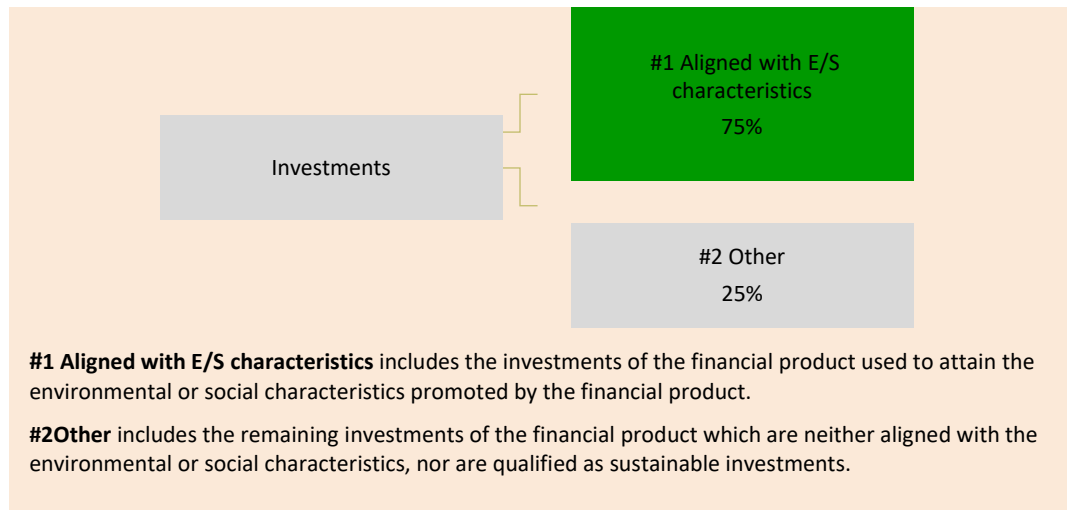 #1 Aligned with E/S
characteristics
75%
Investments
#2 Other
25%
#1 Aligned with E/S characteristics includes the investments of the financial product used to attain the
environmental or social characteristics promoted by the financial product.
#2Other includes the remaining investments of the financial product which are neither aligned with the
environmental or social characteristics, nor are qualified as sustainable investments.